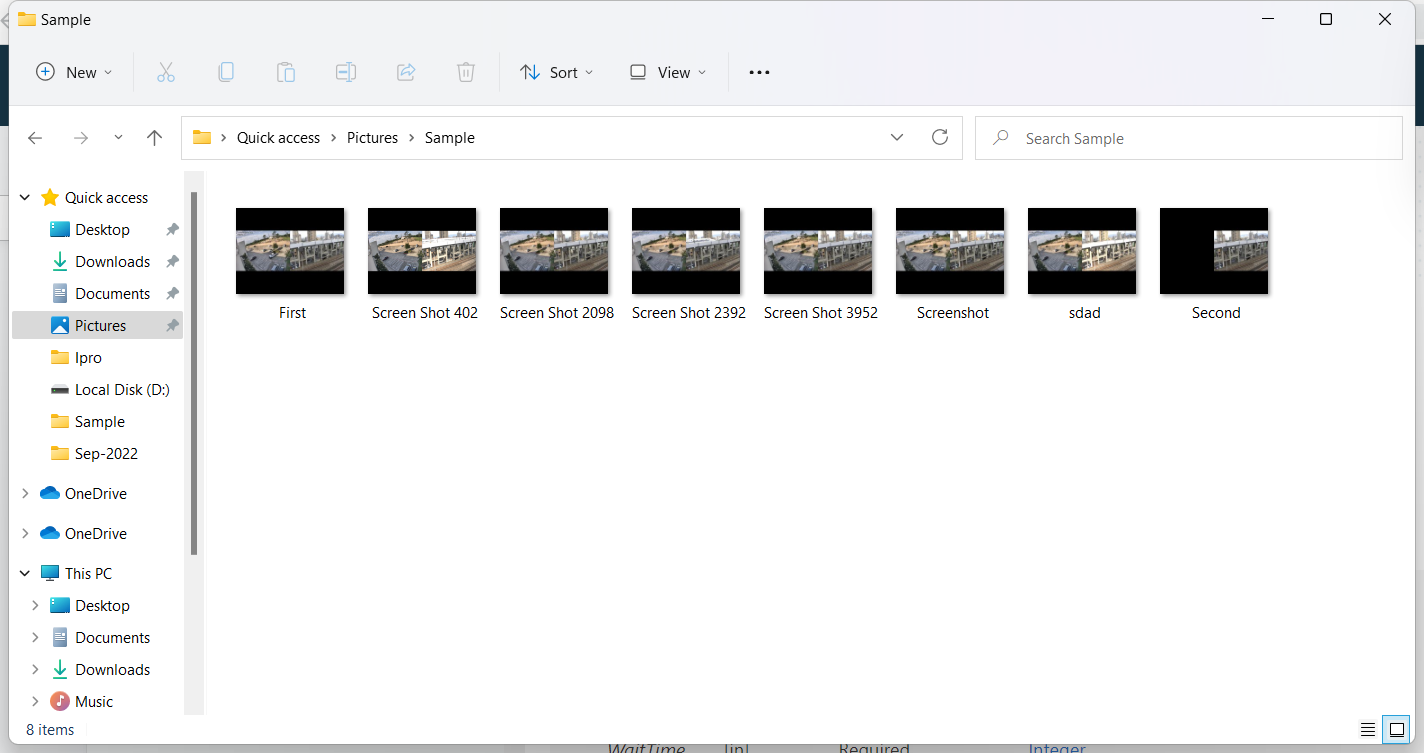 Sample
New
Sort
View
Quick access
Pictures
Sample
Search Sample
Quick access
Desktop
Downloads
Documents
Pictures
Ipro
Local Disk (D:)
Sample
Sep-2022
OneDrive
OneDrive
This PC
Desktop
Documents
Downloads
Music
First
Screen Shot 402
Screen Shot 2098
Screen Shot 2392
Screen Shot 3952
Screenshot
sdad
Second
8 items
WaitTime
Required
Integer